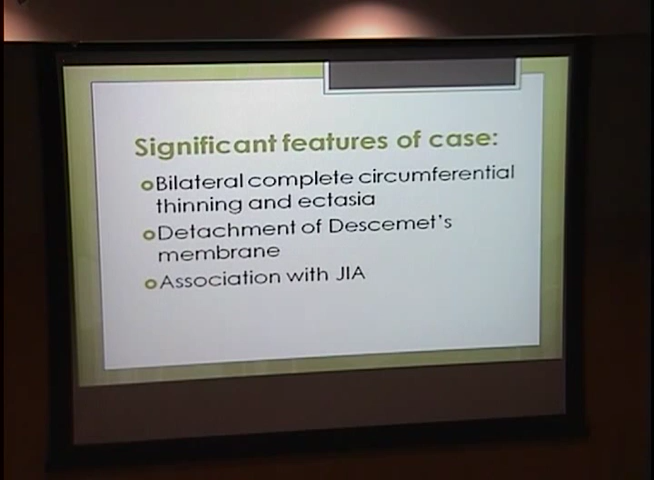 Significant features of case:
Bilateral complete circumferential
thinning and ectasia
Detachment of Descemet's
membrane
Association with JIA